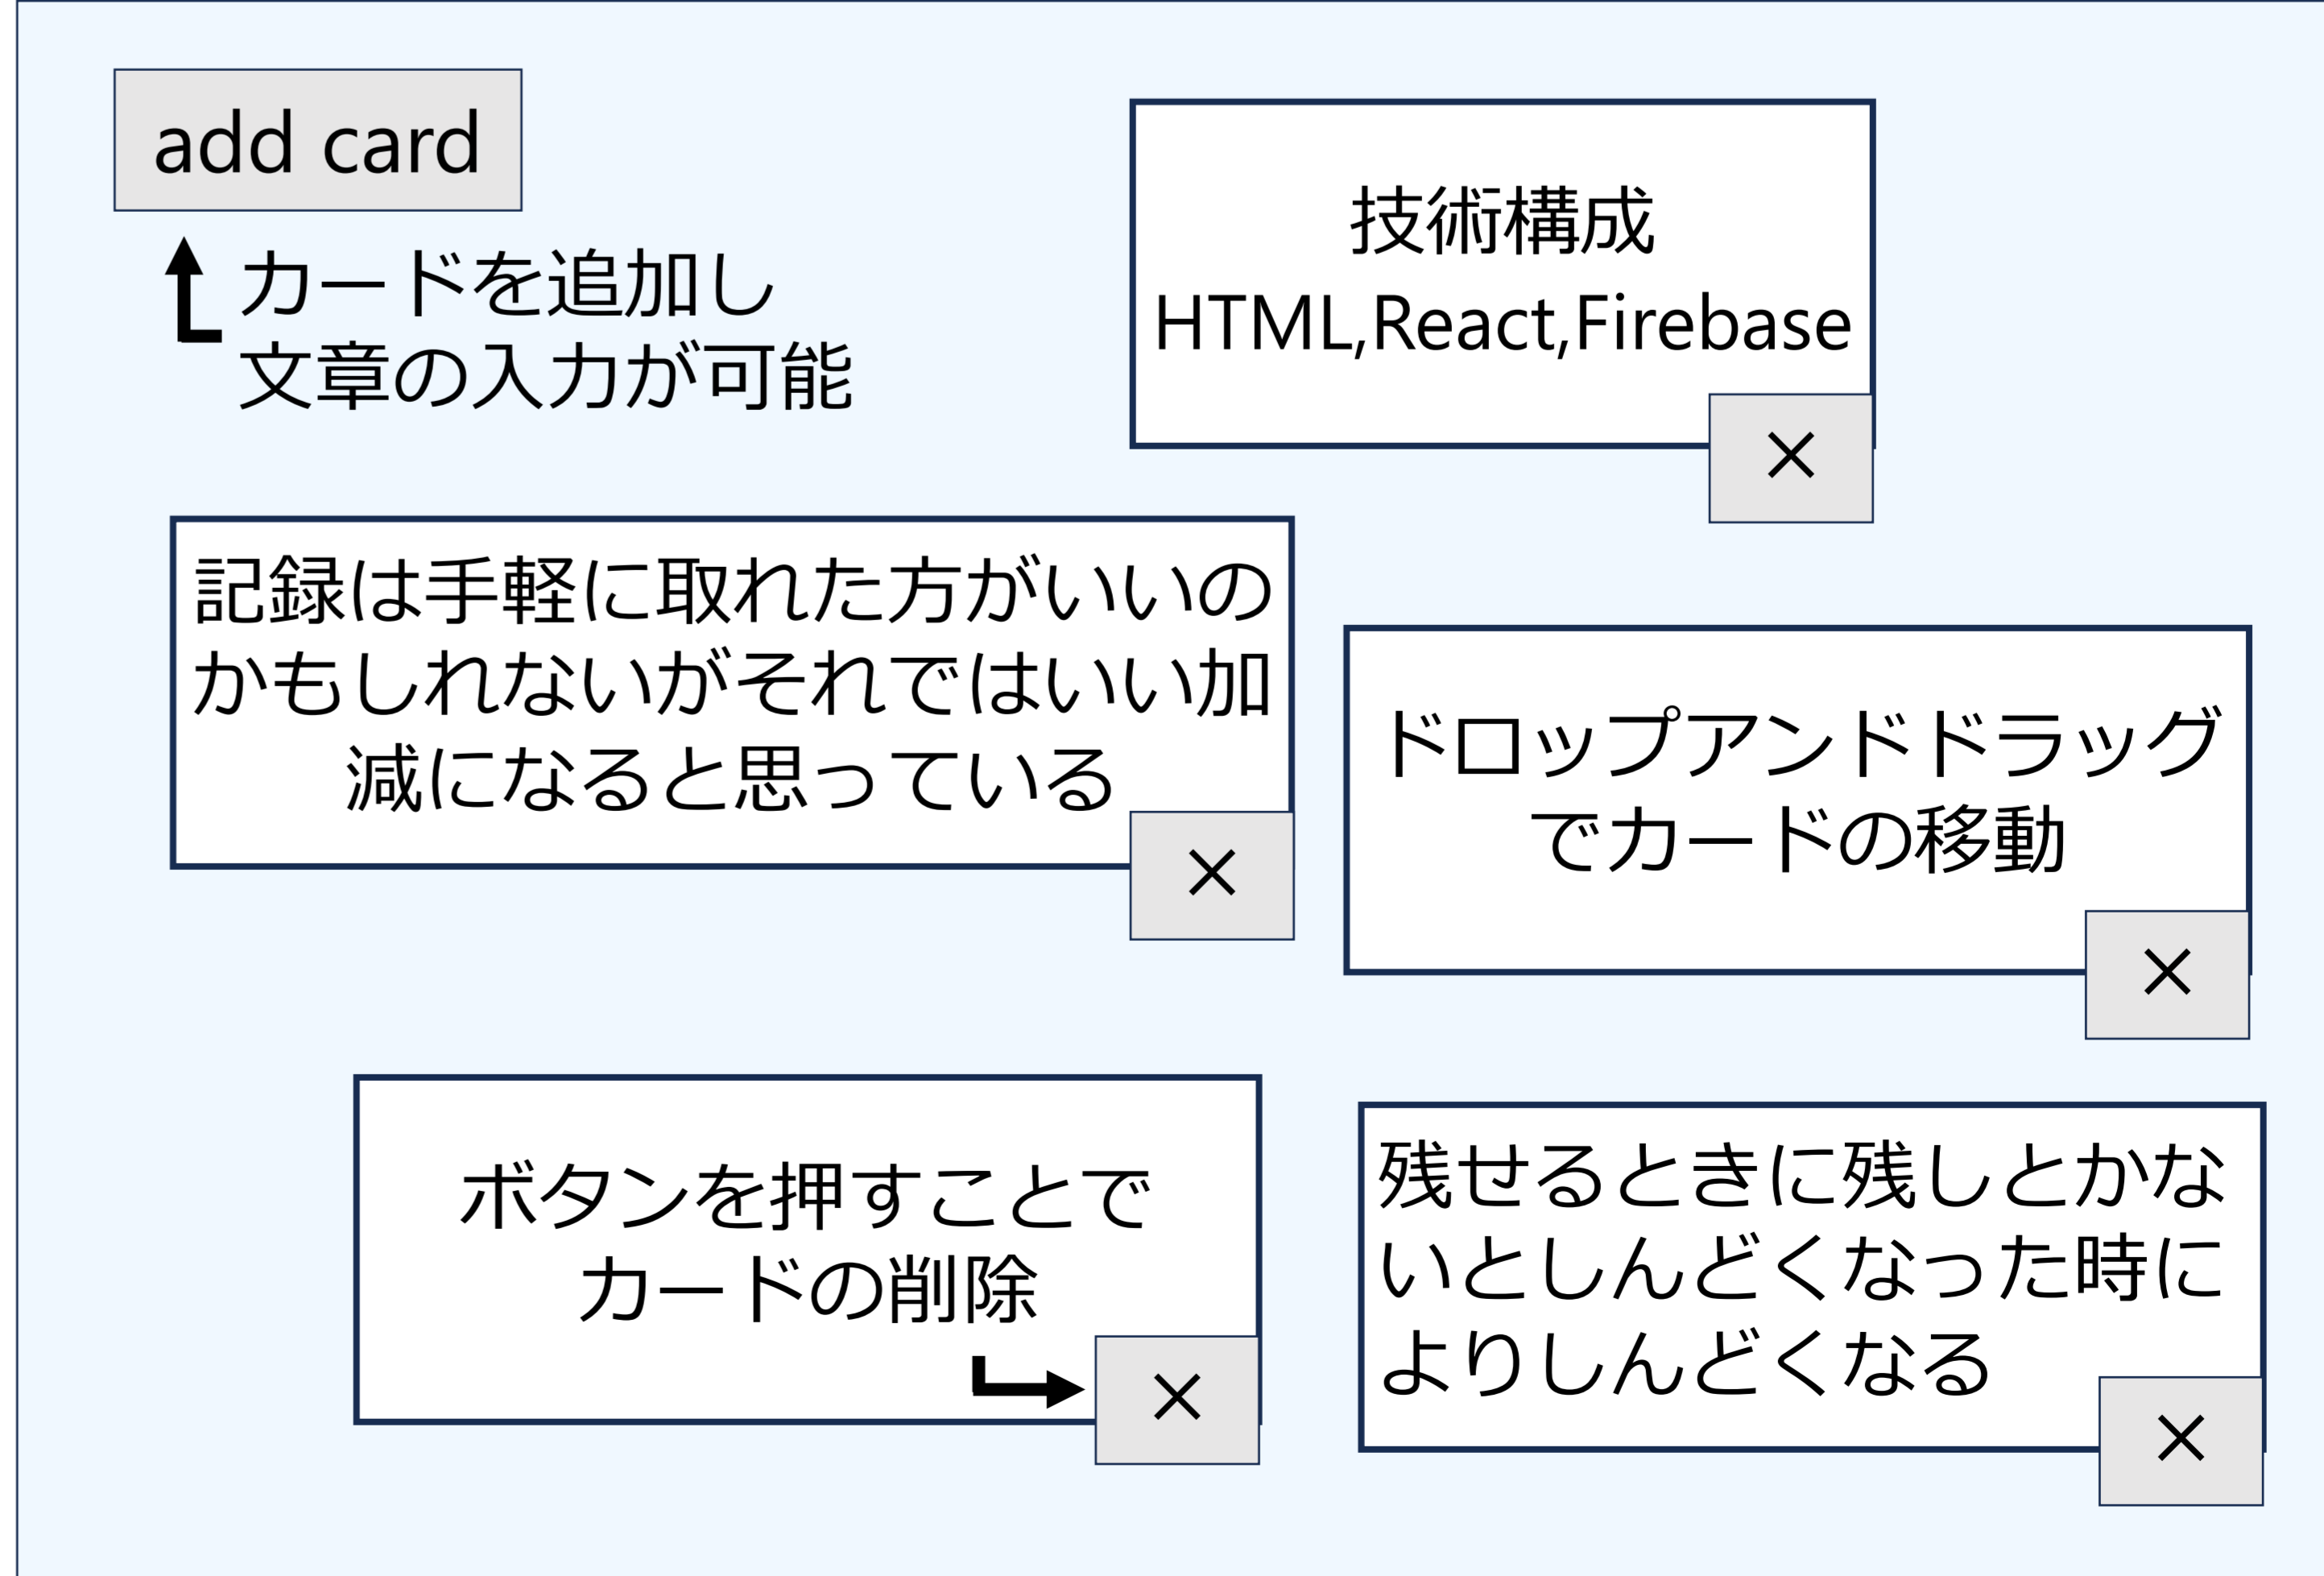 add card
カードを追加し
文章の入力が可能
技術構成
HTML,React,Firebase
×
記録は手軽に取れた方がいいの
かもしれないがそれではいい加
減になると思っている
×
ドロップアンドドラッグ
でカードの移動
×
ボタンを押すことで
カードの削除
×
残せるときに残しとかな
いとしんどくなった時に
よりしんどくなる
×